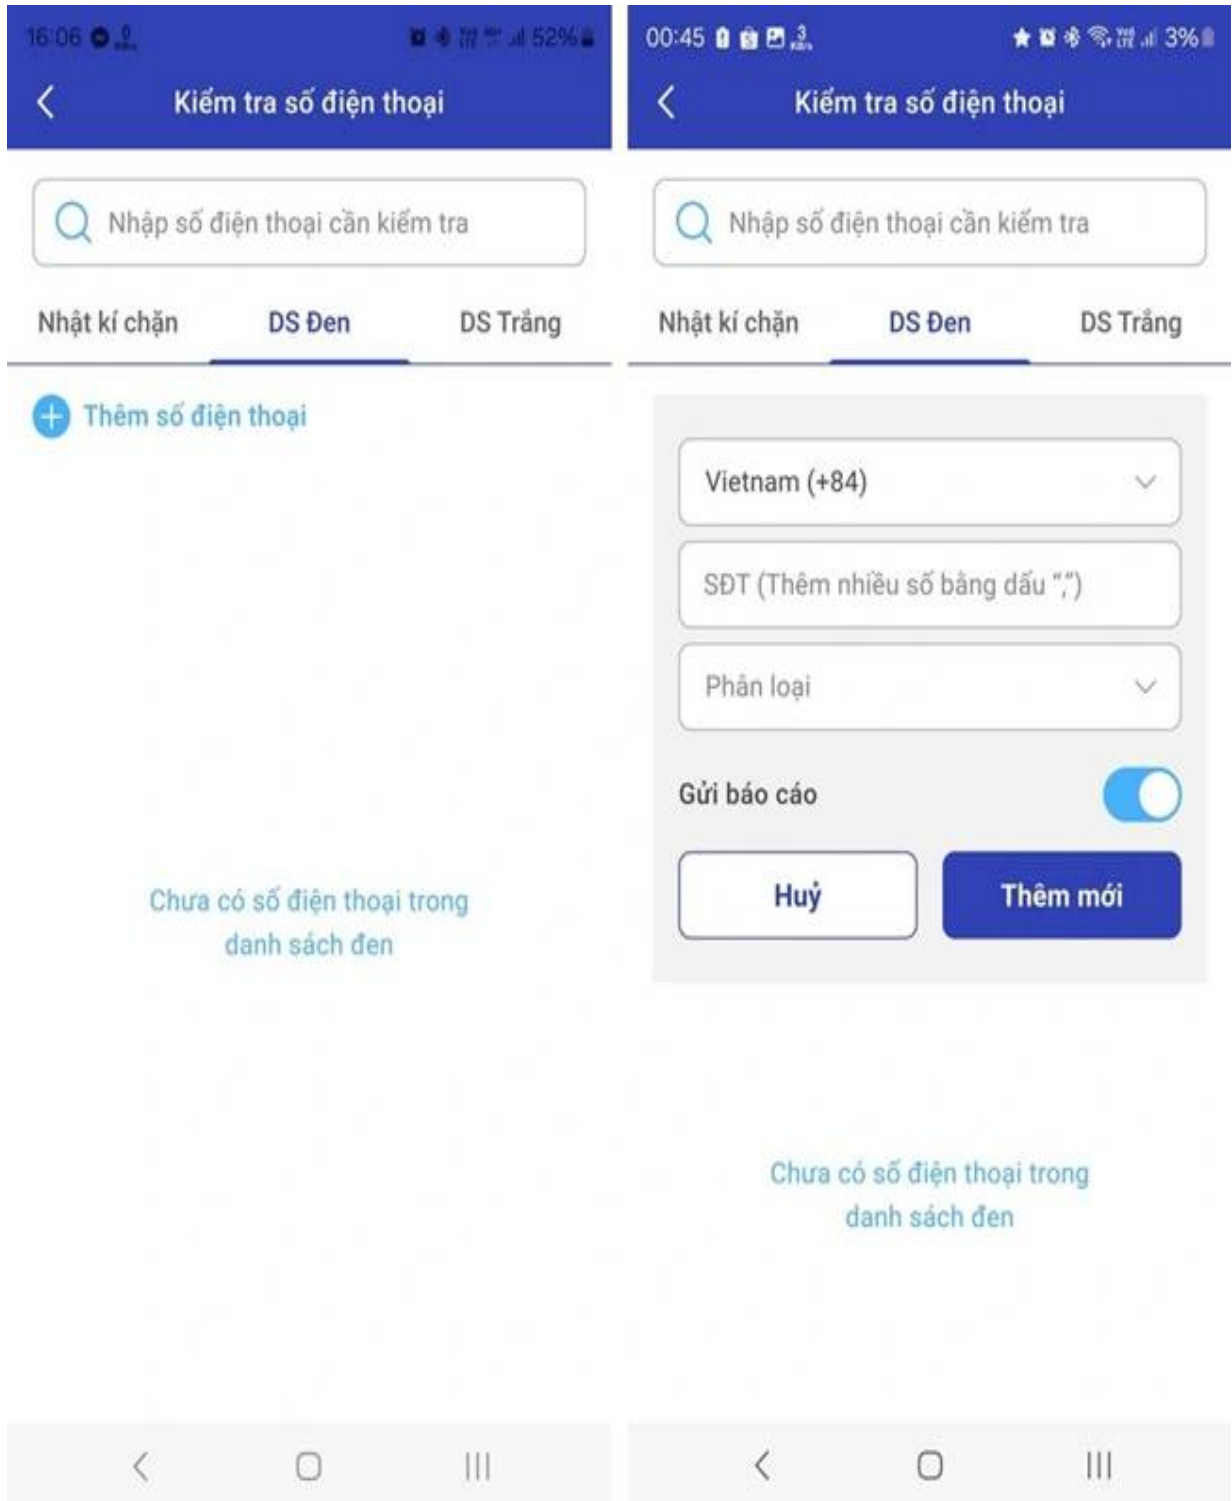 16:06
52%
Kiểm tra số điện thoại
Nhập số điện thoại cần kiểm tra
Nhật kí chặn DS Đen DS Trắng
Thêm số điện thoại
Chưa có số điện thoại trong
danh sách đen
00:45
3%
Kiểm tra số điện thoại
Nhập số điện thoại cần kiểm tra
Nhật kí chặn DS Đen DS Trắng
Vietnam (+84)
SĐT (Thêm nhiều số bằng dấu “,”)
Phân loại
Gửi báo cáo
Huỷ Thêm mới
Chưa có số điện thoại trong
danh sách đen